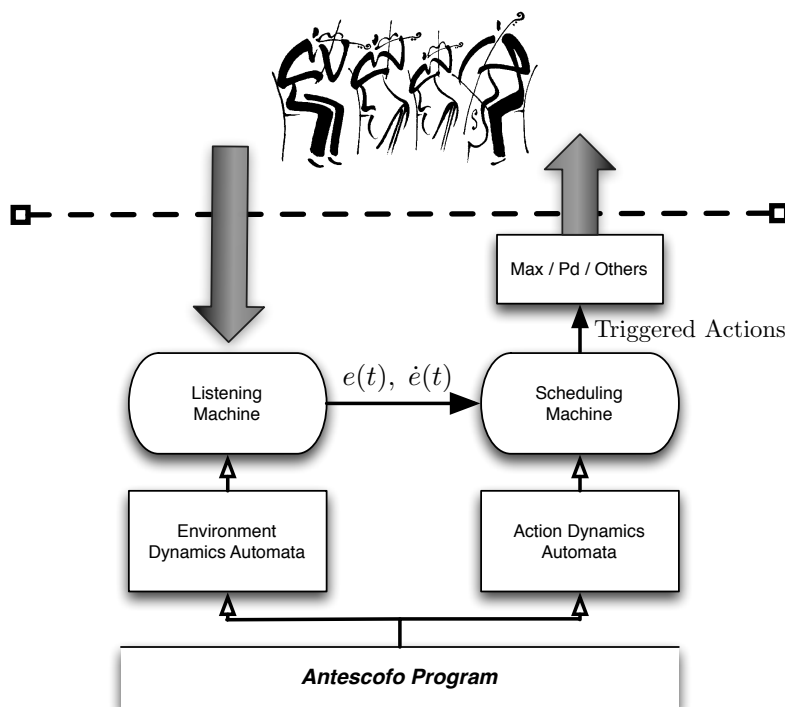 Max / Pd / Others
Triggered Actions
Listening
Machine
e(t), ė(t)
Scheduling
Machine
Environment
Dynamics Automata
Action Dynamics
Automata
Antescofo Program